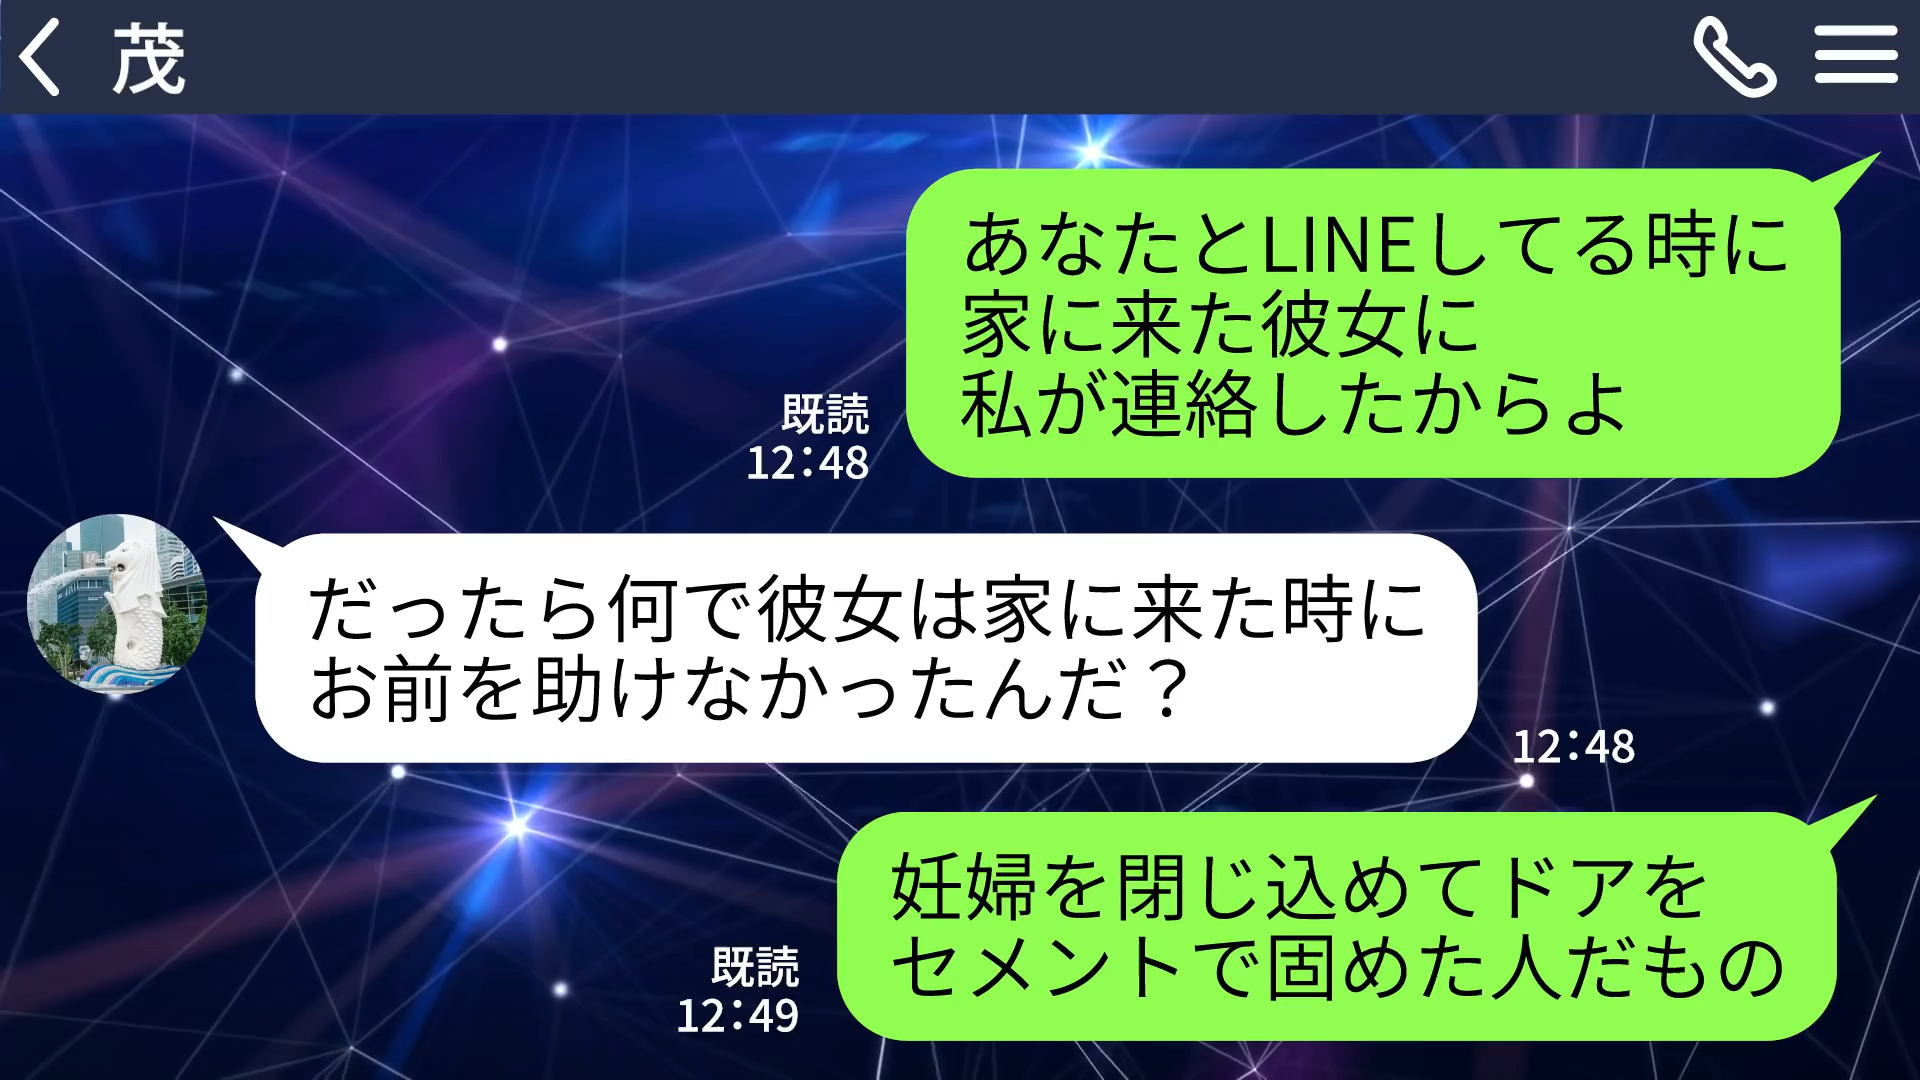 茂
あなたとLINEしてる時に
家に来た彼女に
私が連絡したからよ
既読
12:48
だったら何で彼女は家に来た時に
お前を助けなかったんだ？
12:48
妊婦を閉じ込めてドアを
セメントで固めた人だもの
既読
12:49